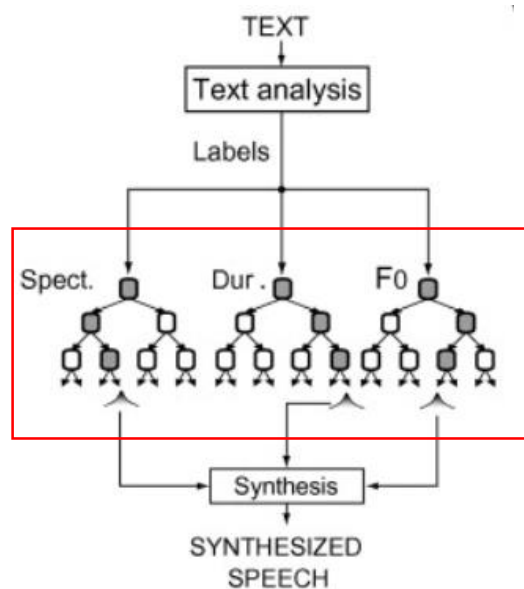 TEXT
Text analysis
Labels
Spect. Dur . F0
Synthesis
SYNTHESIZED
SPEECH